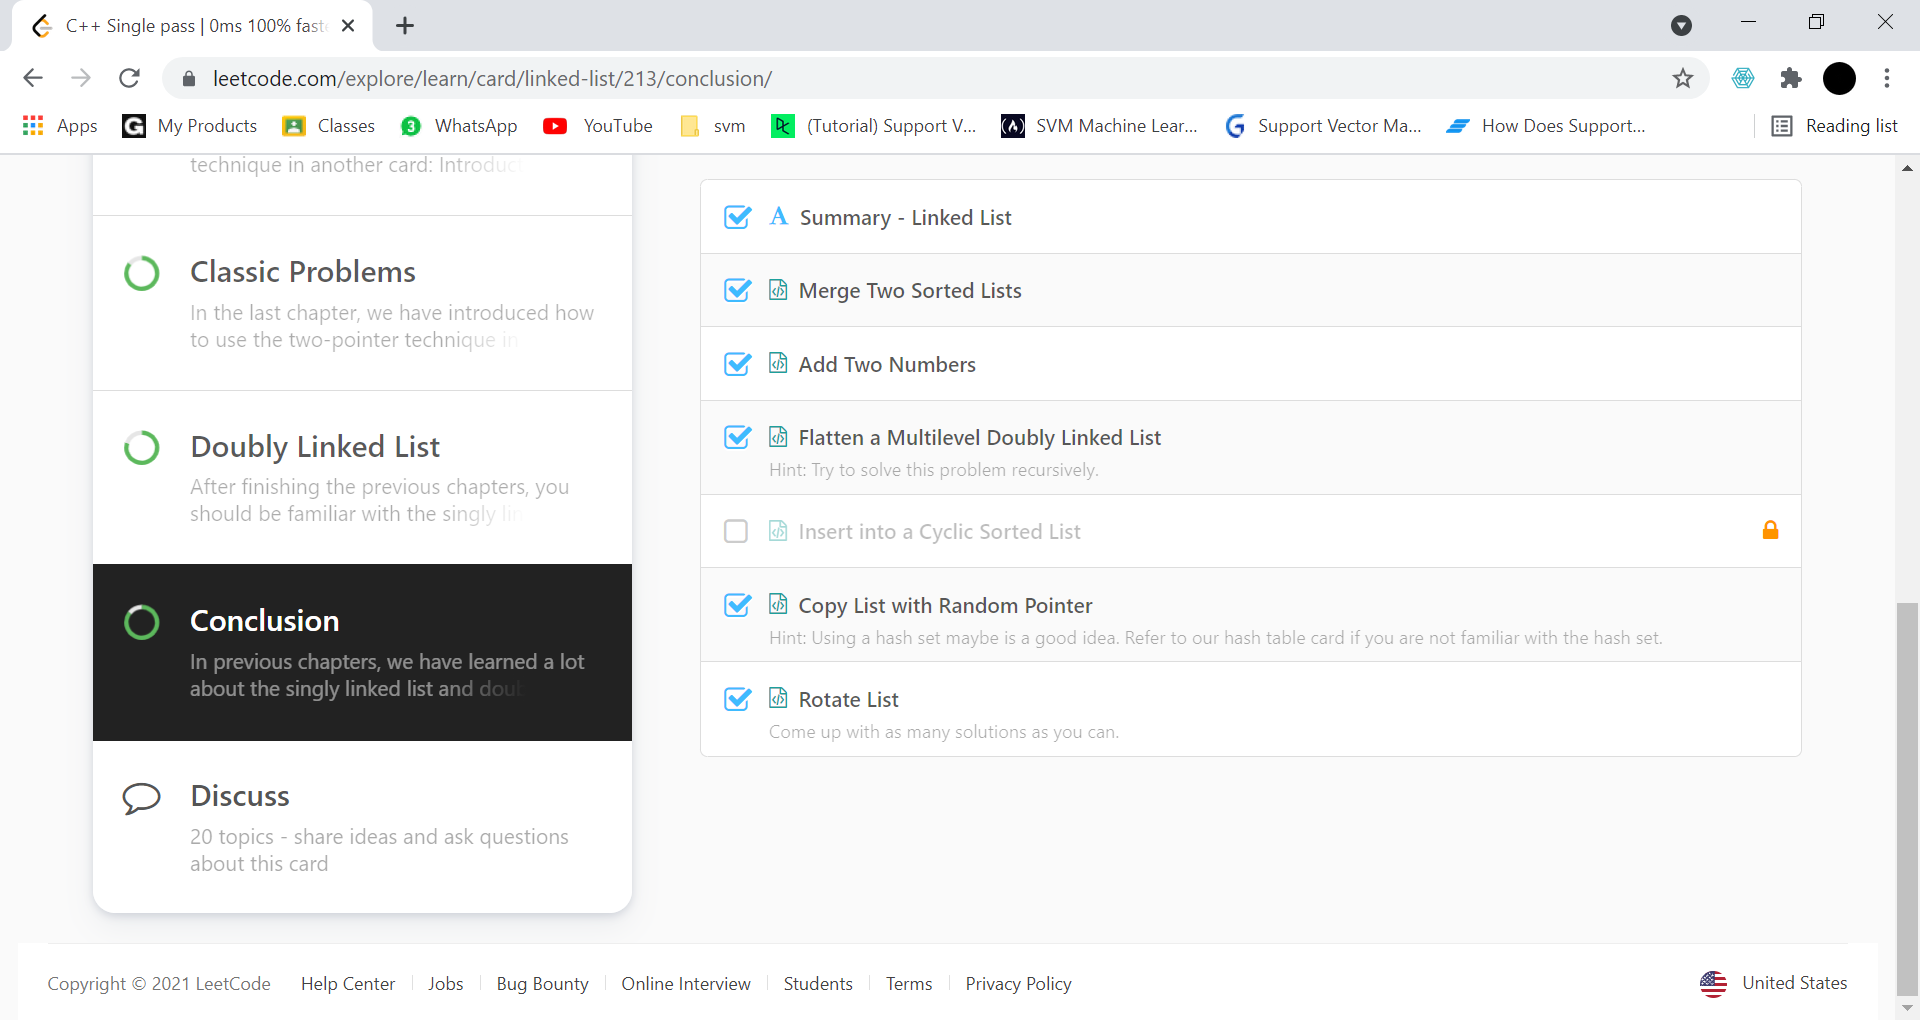 C++ Single pass | 0ms 100% fast
leetcode.com/explore/learn/card/linked-list/213/conclusion/
Apps My Products Classes 3 WhatsApp YouTube svm (Tutorial) Support V... SVM Machine Lear... Support Vector Ma... How Does Support... Reading list
technique in another card: Introduc
Classic Problems
In the last chapter, we have introduced how
to use the two-pointer technique in
Doubly Linked List
After finishing the previous chapters, you
should be familiar with the singly lin
Conclusion
In previous chapters, we have learned a lot
about the singly linked list and doub
Discuss
20 topics - share ideas and ask questions
about this card
A Summary - Linked List
Merge Two Sorted Lists
Add Two Numbers
Flatten a Multilevel Doubly Linked List
Hint: Try to solve this problem recursively.
Insert into a Cyclic Sorted List
Copy List with Random Pointer
Hint: Using a hash set maybe is a good idea. Refer to our hash table card if you are not familiar with the hash set.
Rotate List
Come up with as many solutions as you can.
Copyright © 2021 LeetCode Help Center Jobs Bug Bounty Online Interview Students Terms Privacy Policy United States